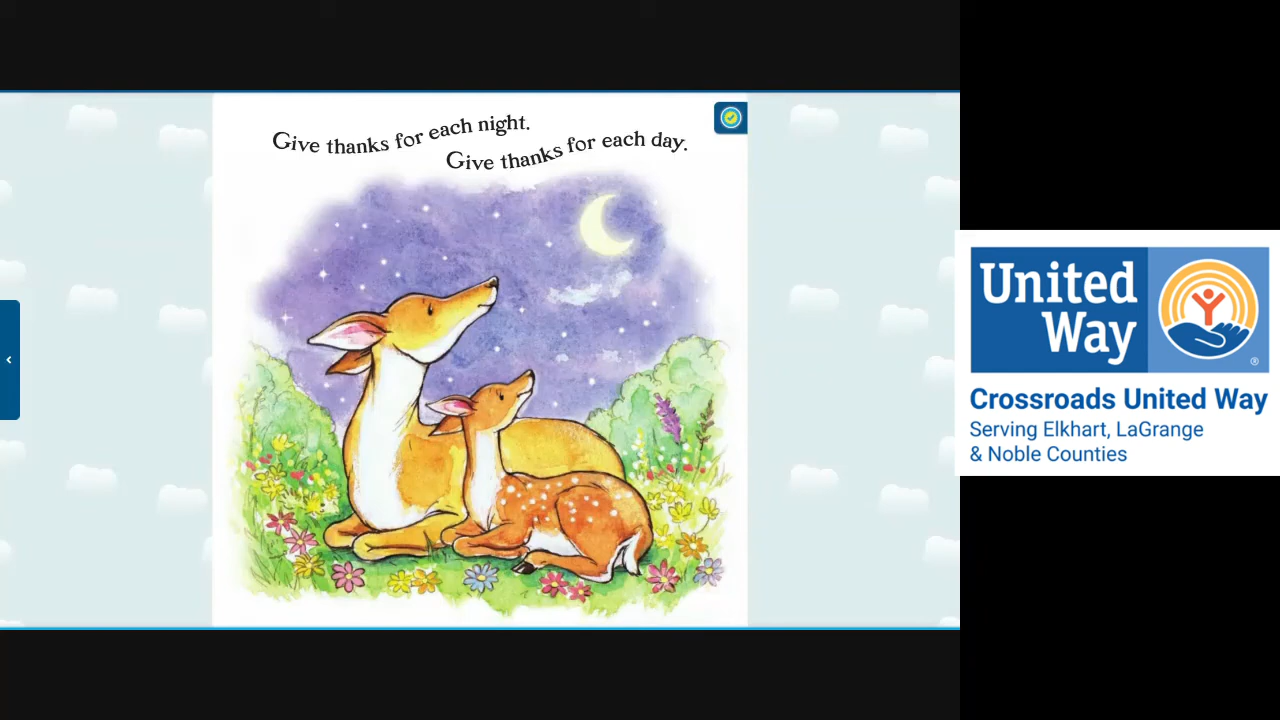 Give thanks for each night.
Give thanks for each day.
United
Way
®
Crossroads United Way
Serving Elkhart, LaGrange
& Noble Counties